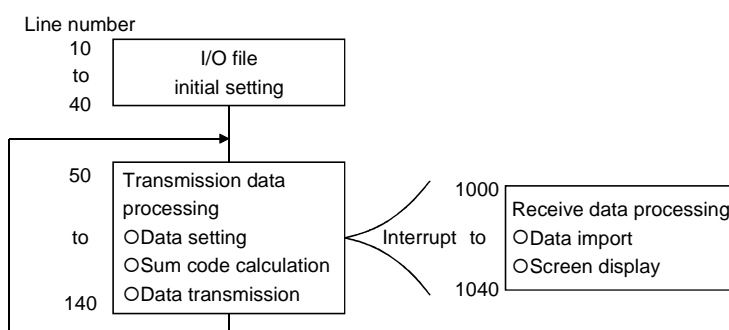 Line number
10
to
40
I/O file
initial setting
50
to
140
Transmission data
processing
○Data setting
○Sum code calculation
○Data transmission
Interrupt
1000
to
1040
Receive data processing
○Data import
○Screen display